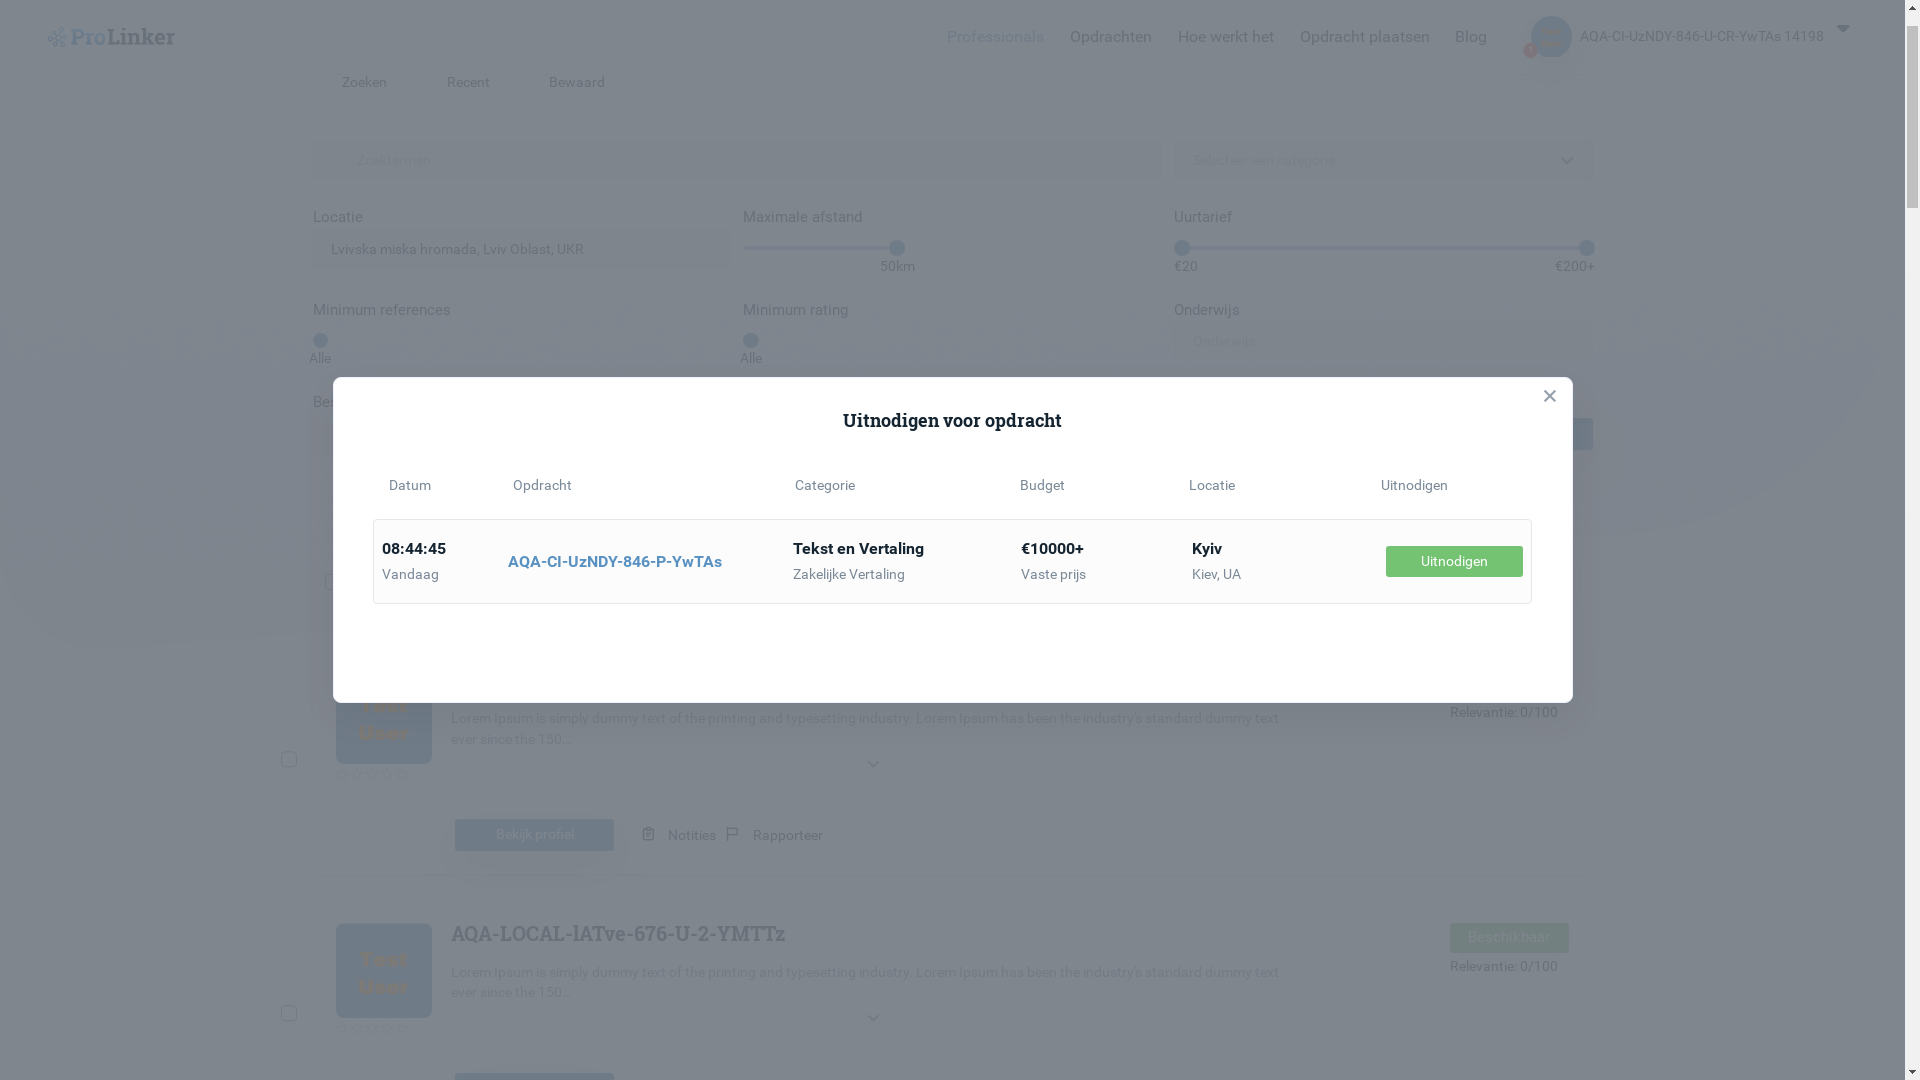 ProLinker
Professionals Opdrachten Hoe werkt het Opdracht plaatsen Blog AQA-CI-UzNDY-846-U-CR-YwTAs 14198
Zoeken Recent Bewaard
Zoektermen Selecteer een categorie
Locatie Maximale afstand Uurtarief
Lvivska miska hromada, Lviv Oblast, UKR
50km €20 €200+
Minimum references Minimum rating Onderwijs
Onderwijs
Alle Alle
Uitnodigen voor opdracht
Datum Opdracht Categorie Budget Locatie Uitnodigen
08:44:45 AQA-CI-UzNDY-846-P-YwTAs Tekst en Vertaling €10000+ Kyiv Uitnodigen
Vandaag Zakelijke Vertaling Vaste prijs Kiev, UA
Lorem Ipsum is simply dummy text of the printing and typesetting industry. Lorem Ipsum has been the industry's standard dummy text Relevantie: 0/100
ever since the 150...
Bekijk profiel Notities Rapporteer
AQA-LOCAL-lATve-676-U-2-YMTTz Beschikbaar
Test
User
Lorem Ipsum is simply dummy text of the printing and typesetting industry. Lorem Ipsum has been the industry's standard dummy text Relevantie: 0/100
ever since the 150...